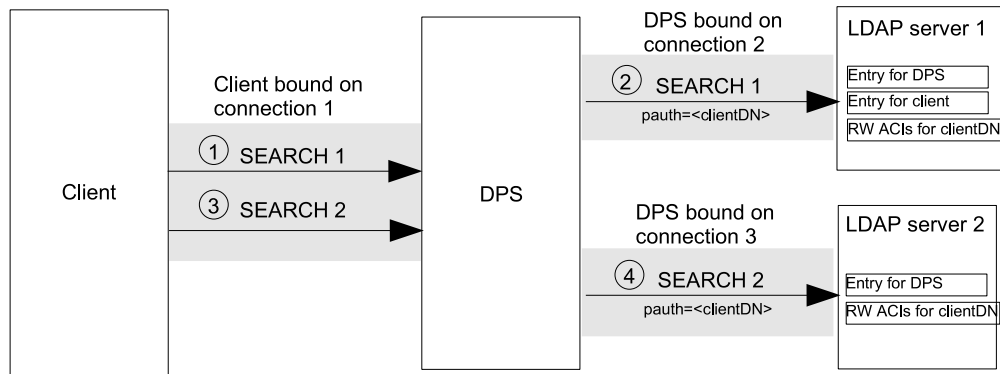 Client
Client bound on
connection 1
1 SEARCH 1
3 SEARCH 2
DPS
DPS bound on
connection 2
2 SEARCH 1
pauth=<clientDN>
DPS bound on
connection 3
4 SEARCH 2
pauth=<clientDN>
LDAP server 1
Entry for DPS
Entry for client
RW ACIs for clientDN
LDAP server 2
Entry for DPS
RW ACIs for clientDN